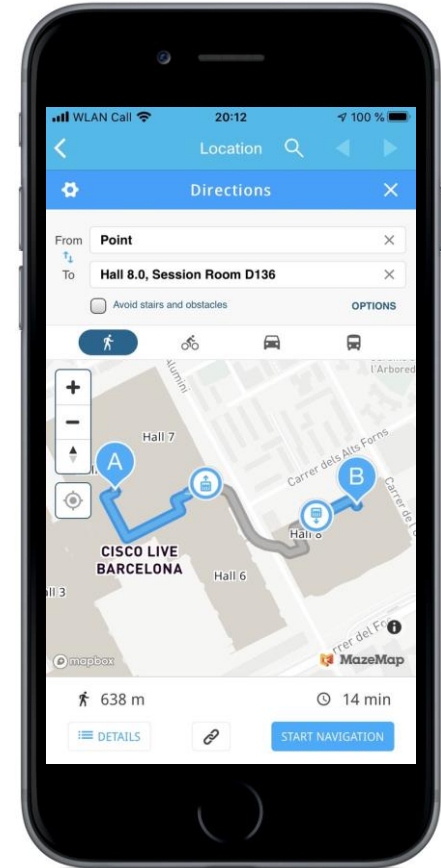 WLAN Call
20:12
100 %
Location
Directions
From Point
To Hall 8.0, Session Room D136
Avoid stairs and obstacles
OPTIONS
l'Arbored
Hall 7
Carrer dels Alts Forns
A
B
Hall 8
CISCO LIVE
BARCELONA
Hall 6
mapbox
MazeMap
638 m
14 min
DETAILS
START NAVIGATION